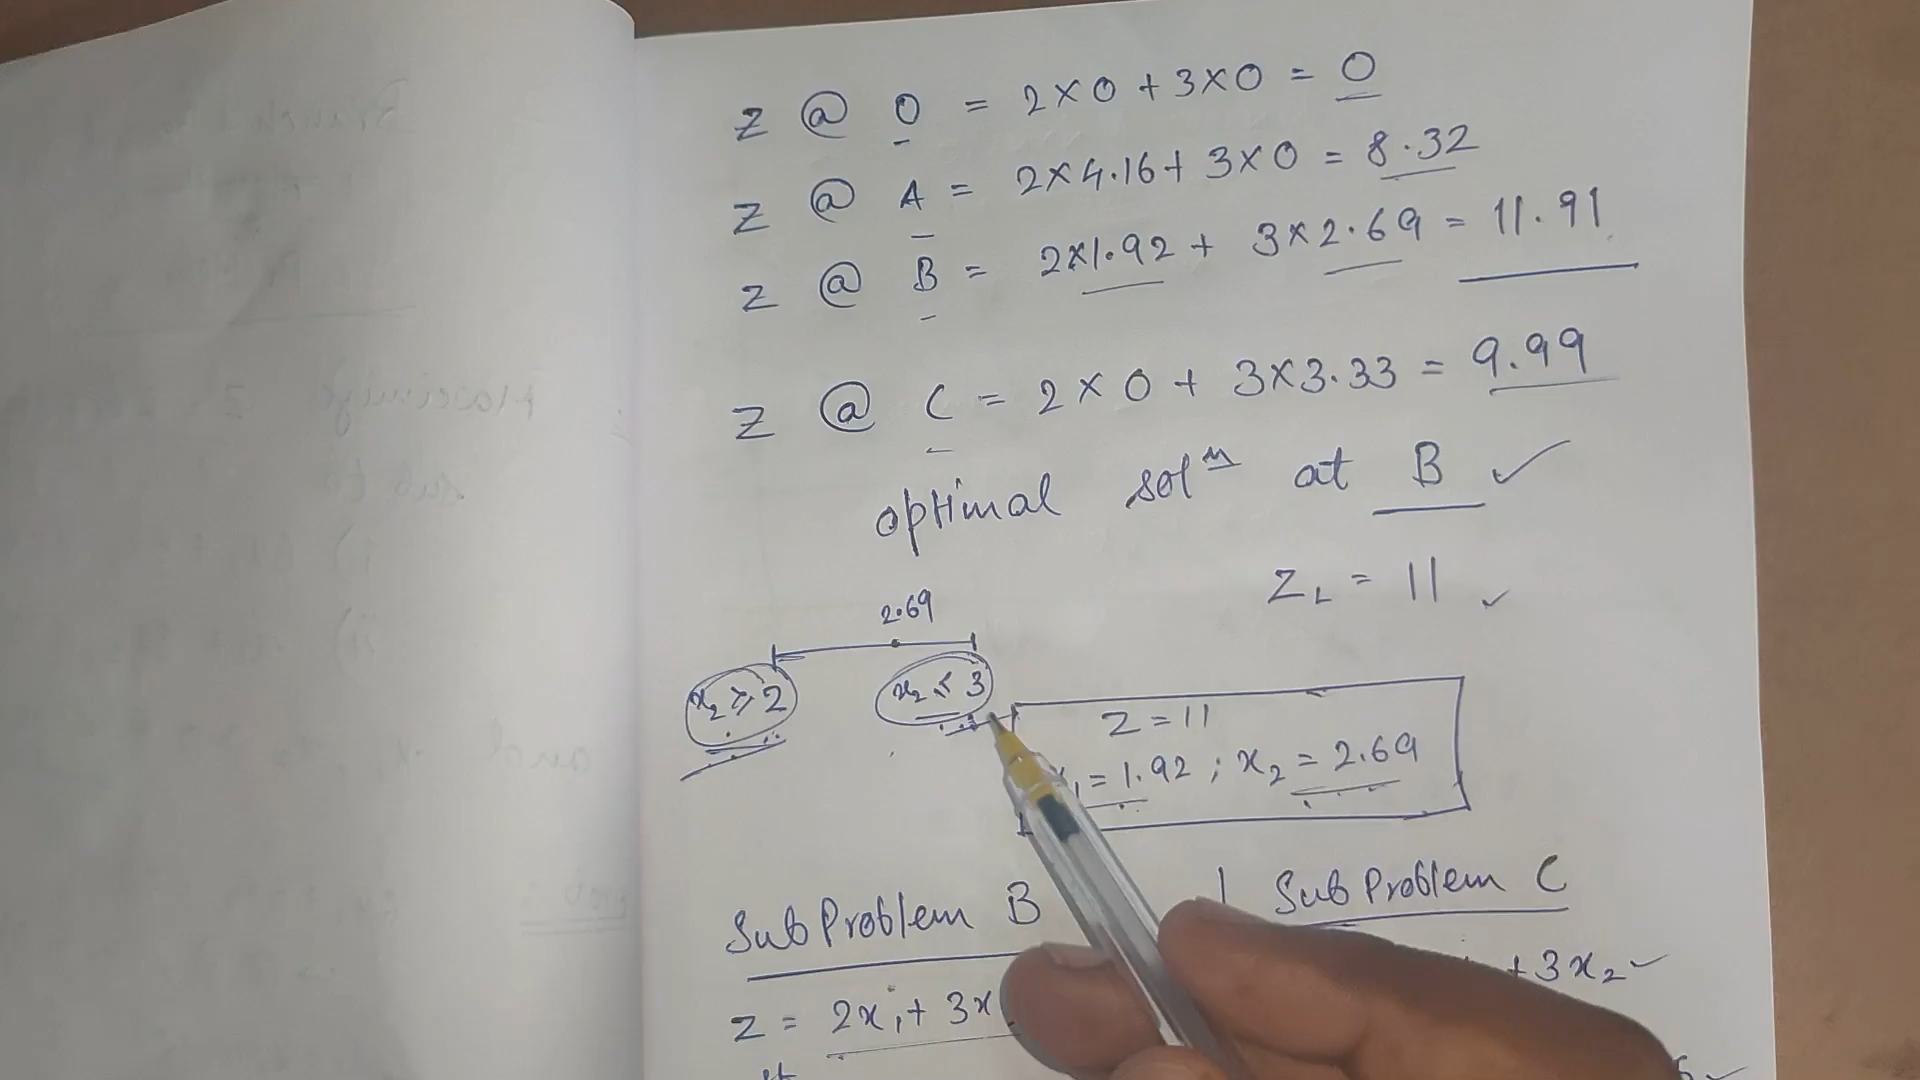 Z @ O = 2×0 + 3×0 = 0
Z @ A = 2×4.16 + 3×0 = 8.32
Z @ B = 2×1.92 + 3×2.69 = 11.91
Z @ C = 2×0 + 3×3.33 = 9.99
optimal solⁿ at B ✓
Z_L = 11 ✓
2.69
x₂ ≥ 2
x₂ ≤ 3
Z = 11
₁ = 1.92 ; x₂ = 2.69
Sub Problem B
Sub Problem C
Z = 2x₁ + 3x
+ 3x₂ ✓